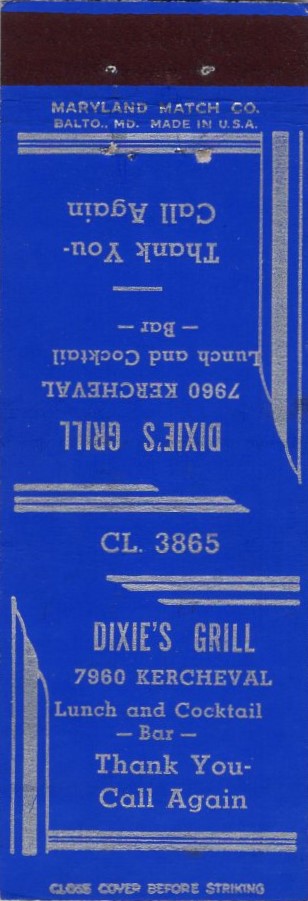 MARYLAND MATCH CO.
BALTO., MD. MADE IN U.S.A.
DIXIE'S GRILL
7960 KERCHEVAL
Lunch and Cocktail
- Bar -
Thank You-
Call Again
CL. 3865
DIXIE'S GRILL
7960 KERCHEVAL
Lunch and Cocktail
- Bar -
Thank You-
Call Again
CLOSE COVER BEFORE STRIKING